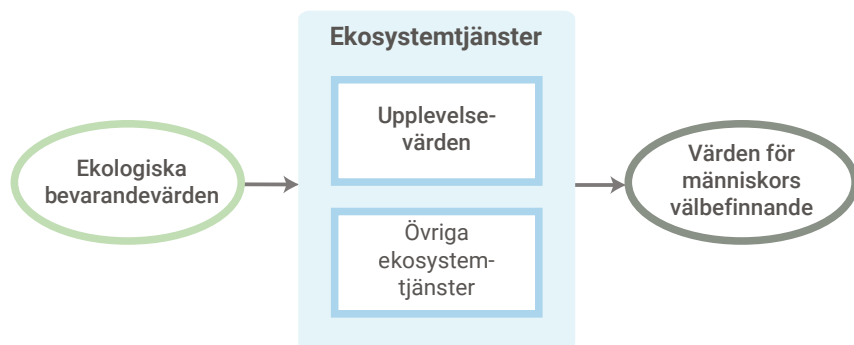 Ekosystemtjänster
Ekologiska
bevarandevärden
Upplevelse-
värden
Övriga
ekosystem-
tjänster
Värden för
människors
välbefinnande